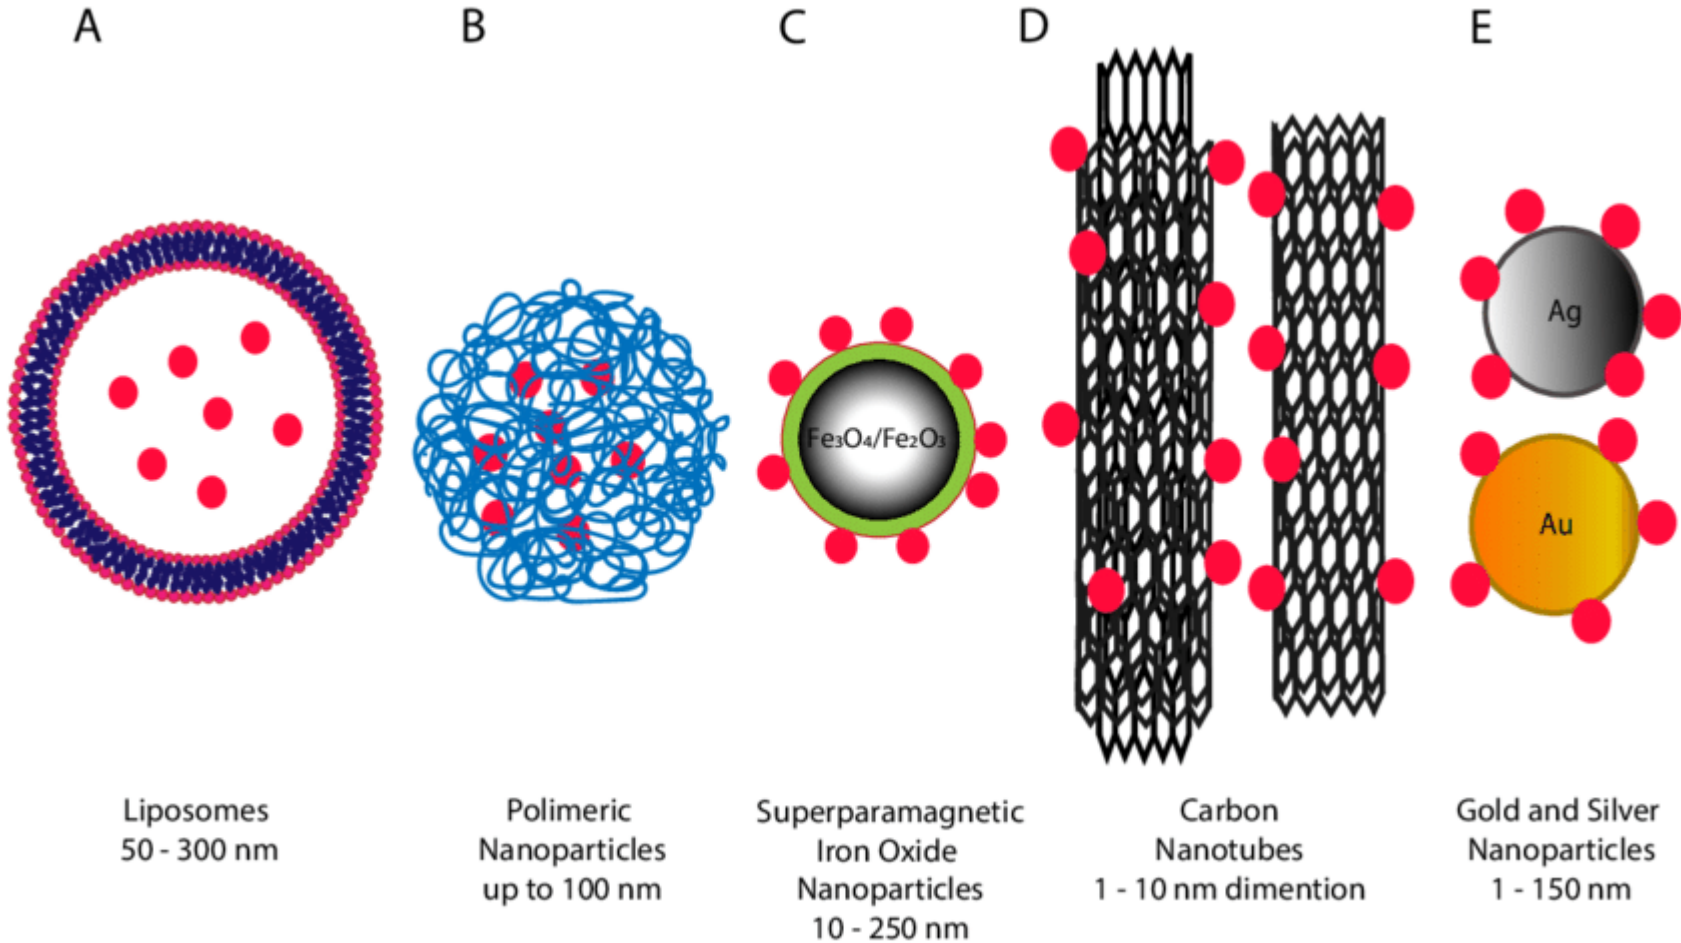 A
B
C
D
E
Fe₃O₄/Fe₂O₃
Ag
Au
Liposomes
50 - 300 nm
Polimeric
Nanoparticles
up to 100 nm
Superparamagnetic
Iron Oxide
Nanoparticles
10 - 250 nm
Carbon
Nanotubes
1 - 10 nm dimention
Gold and Silver
Nanoparticles
1 - 150 nm